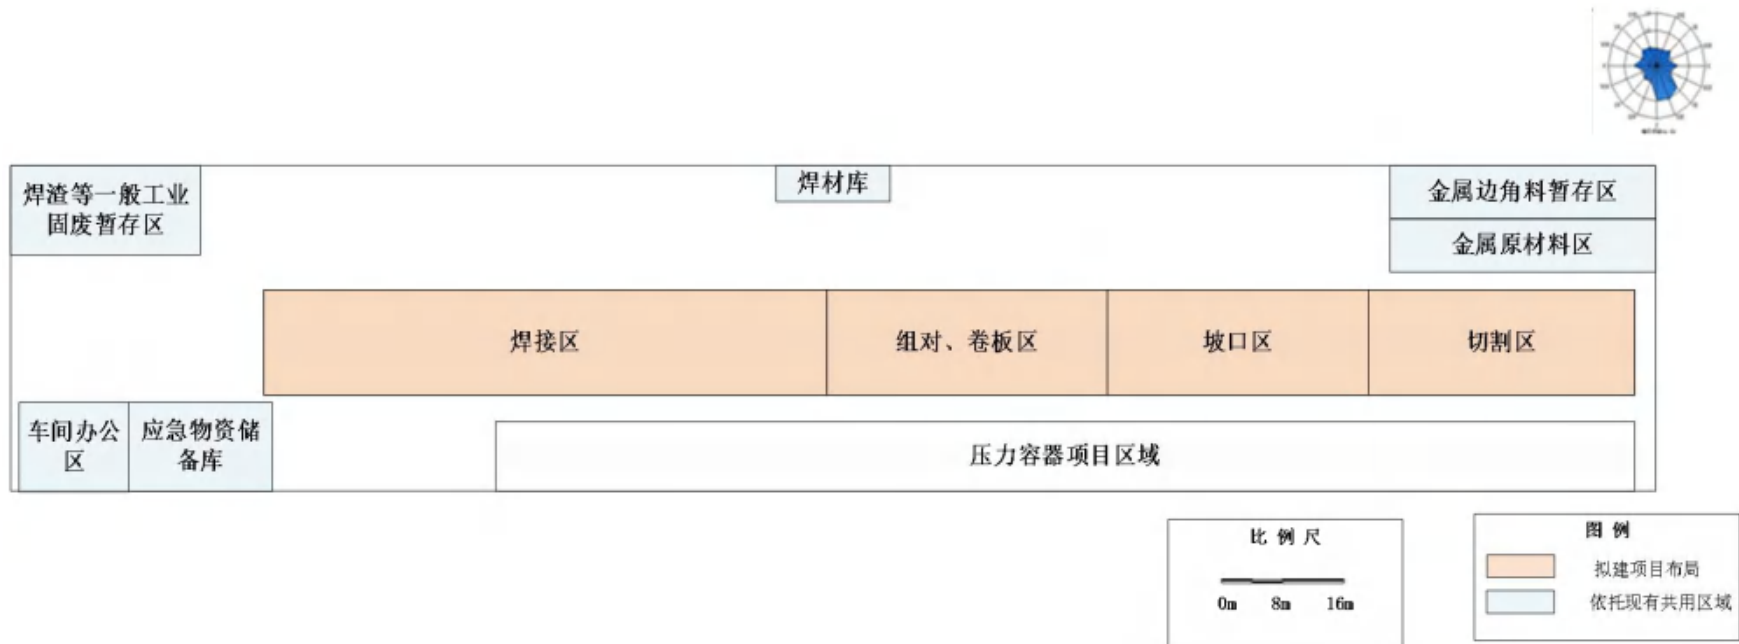 焊渣等一般工业
固废暂存区
焊材库
金属边角料暂存区
金属原材料区
焊接区
组对、卷板区
坡口区
切割区
车间办公
区
应急物资储
备库
压力容器项目区域
比 例 尺
0m 8m 16m
图 例
拟建项目布局
依托现有共用区域